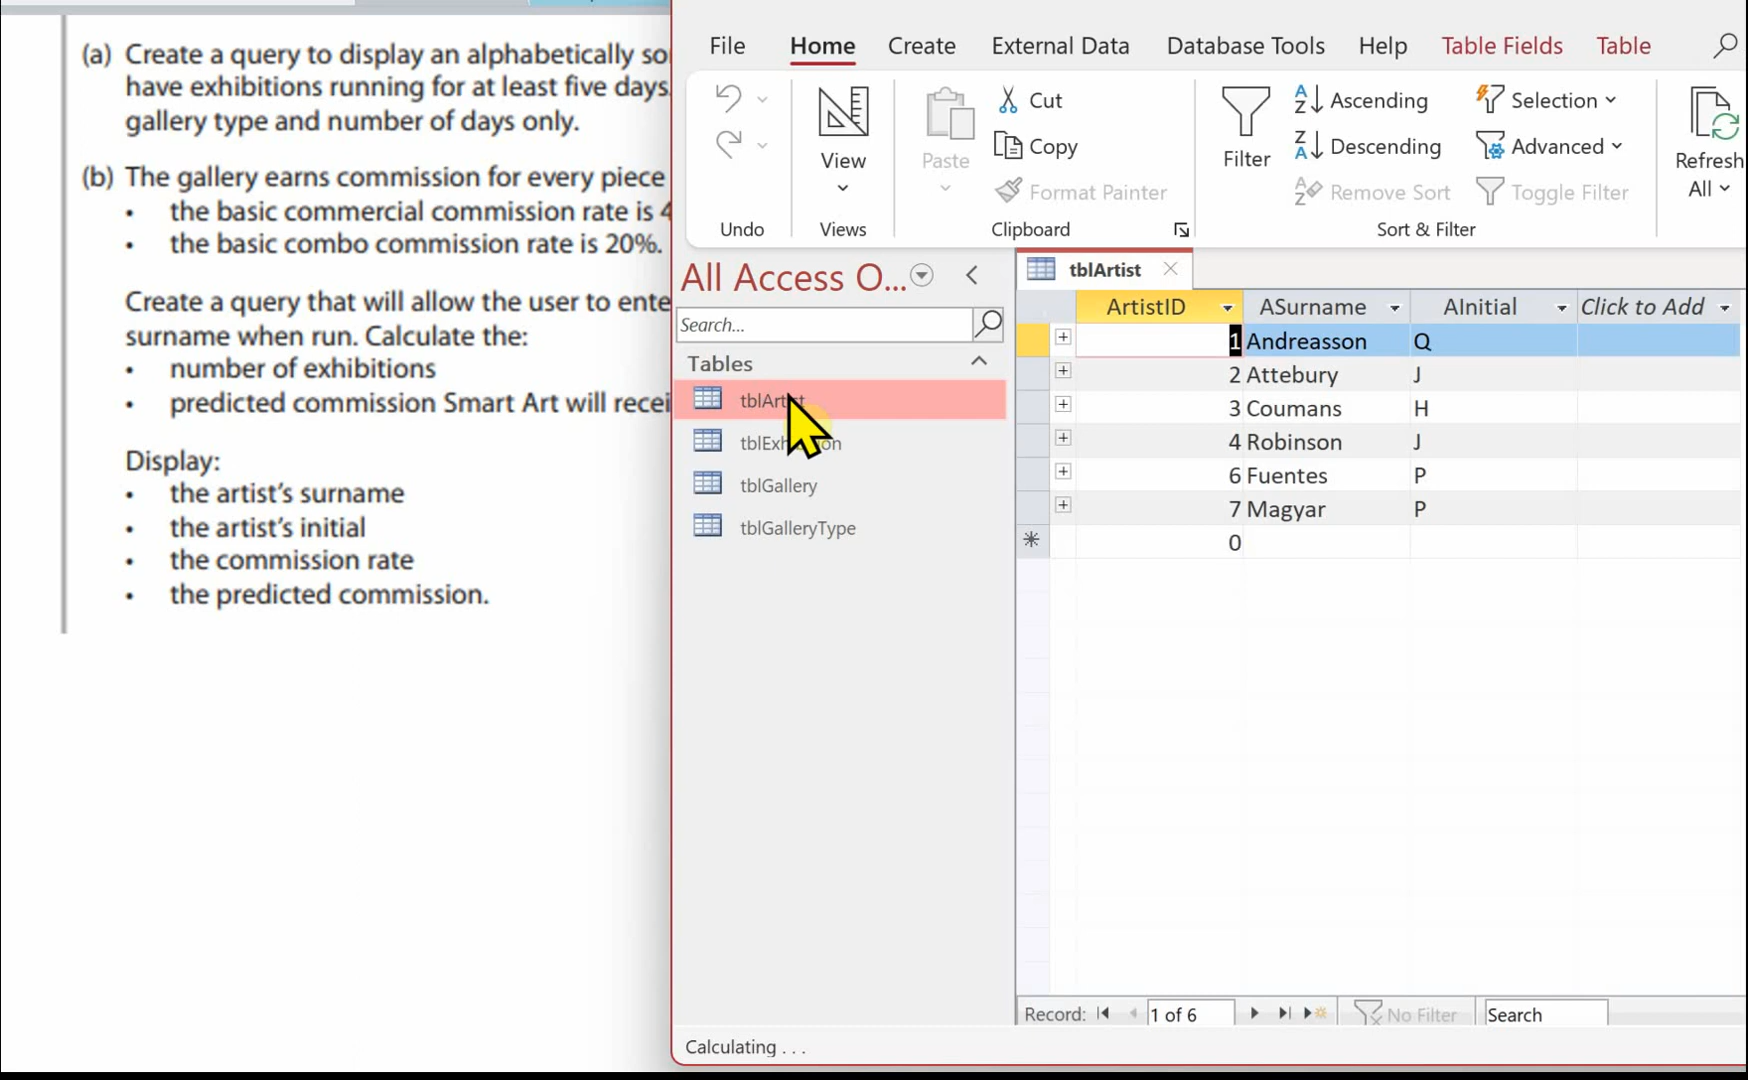 (a) Create a query to display an alphabetically so
have exhibitions running for at least five days.
gallery type and number of days only.
(b) The gallery earns commission for every piece
• the basic commercial commission rate is 4
• the basic combo commission rate is 20%.
Create a query that will allow the user to ente
surname when run. Calculate the:
• number of exhibitions
• predicted commission Smart Art will recei
Display:
• the artist's surname
• the artist's initial
• the commission rate
• the predicted commission.
File Home Create External Data Database Tools Help Table Fields Table
Cut
Copy
Format Painter
Paste
View
Filter
Ascending
Descending
Remove Sort
Selection
Advanced
Toggle Filter
Refresh
All
Undo Views Clipboard Sort & Filter
All Access O...
Search...
Tables
tblArtist
tblGallery
tblGalleryType
tblArtist
ArtistID ASurname AInitial Click to Add
1 Andreasson Q
2 Attebury J
3 Coumans H
4 Robinson J
6 Fuentes P
7 Magyar P
0
Record: 1 of 6 No Filter Search
Calculating . . .